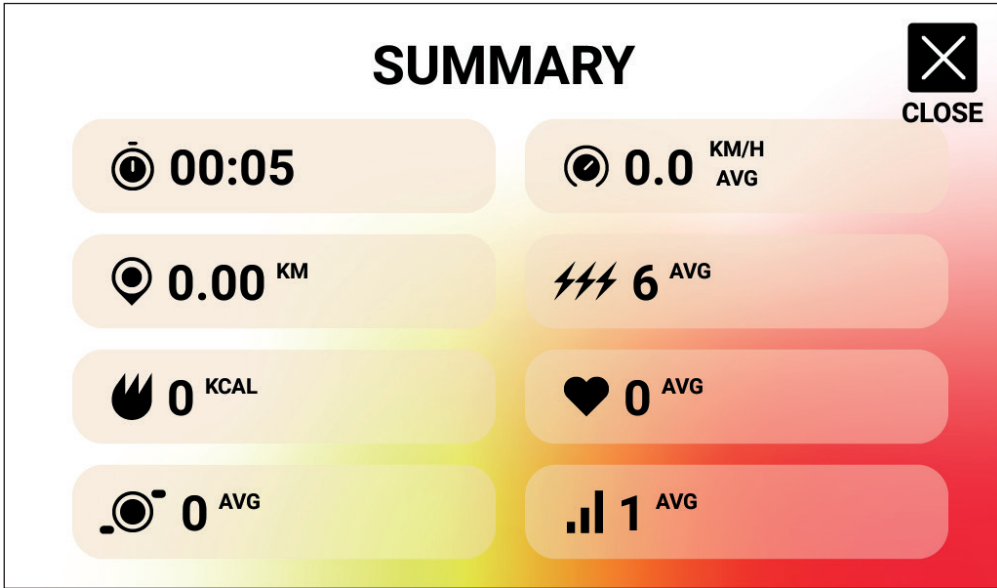 SUMMARY
CLOSE
00:05
0.0 KM/H
AVG
0.00 KM
6 AVG
0 KCAL
0 AVG
0 AVG
1 AVG